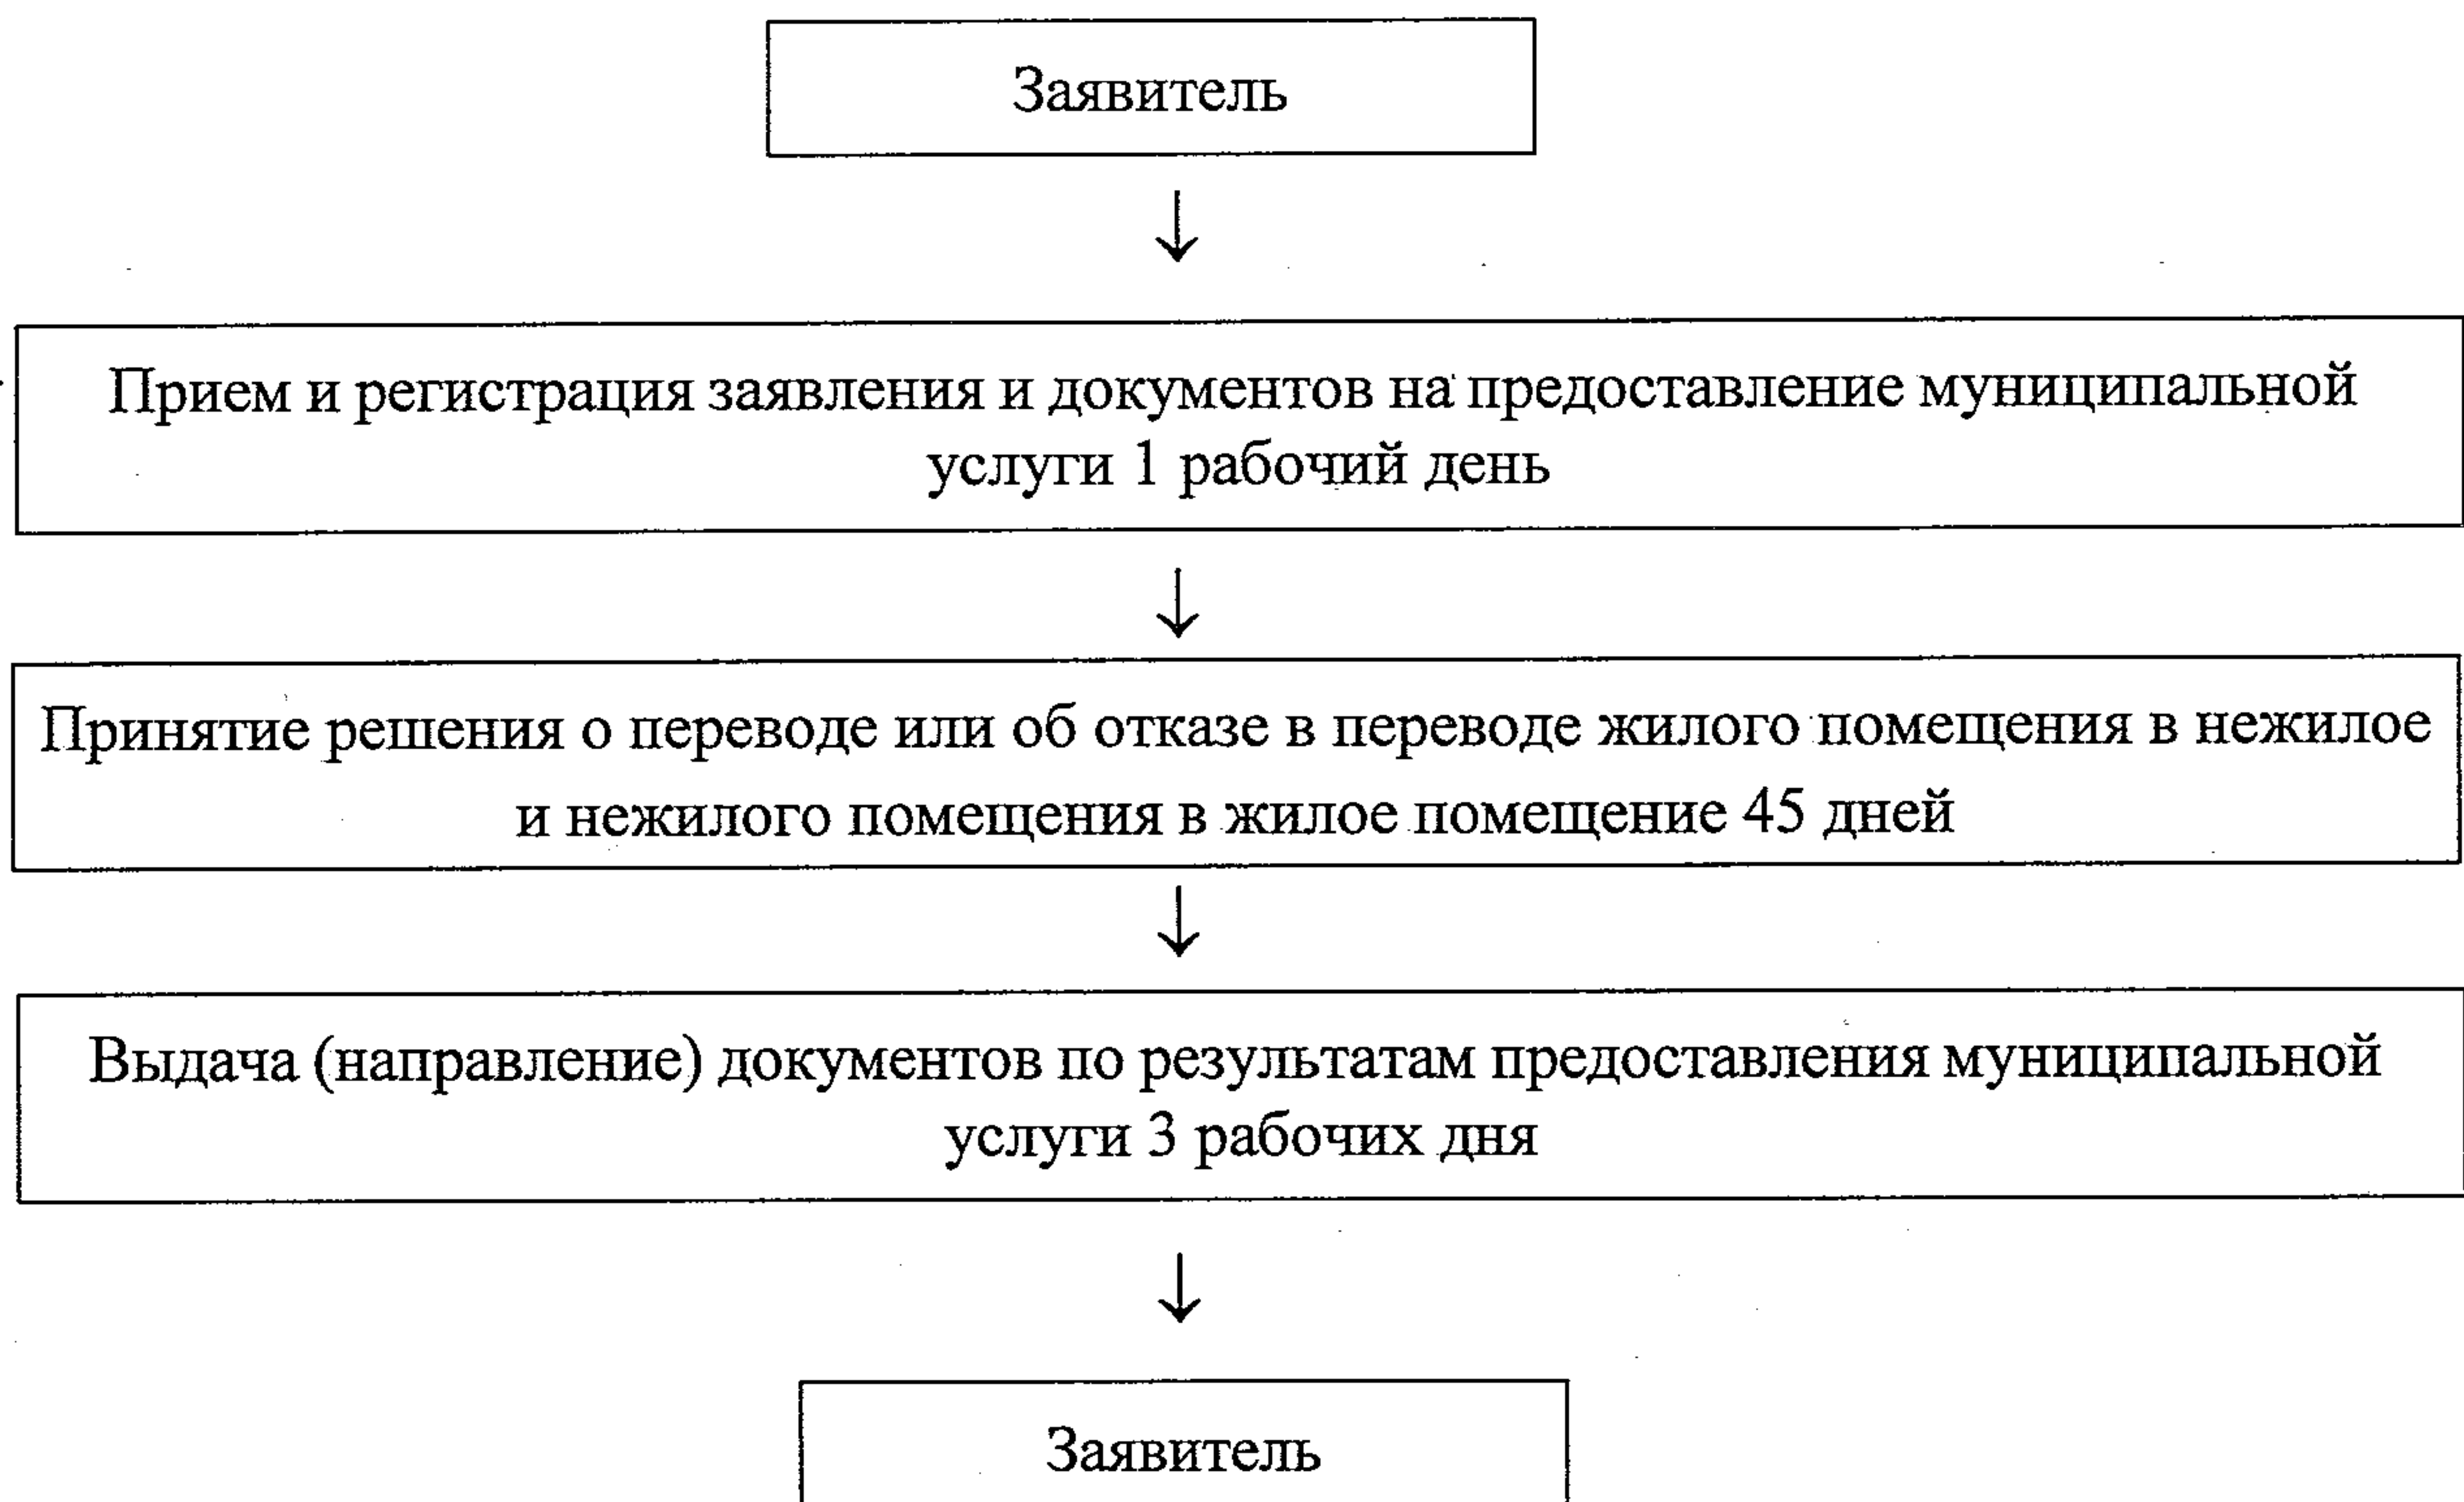 Заявитель
Прием и регистрация заявления и документов на предоставление муниципальной
услуги 1 рабочий день
Принятие решения о переводе или об отказе в переводе жилого помещения в нежилое
и нежилого помещения в жилое помещение 45 дней
Выдача (направление) документов по результатам предоставления муниципальной
услуги 3 рабочих дня
Заявитель